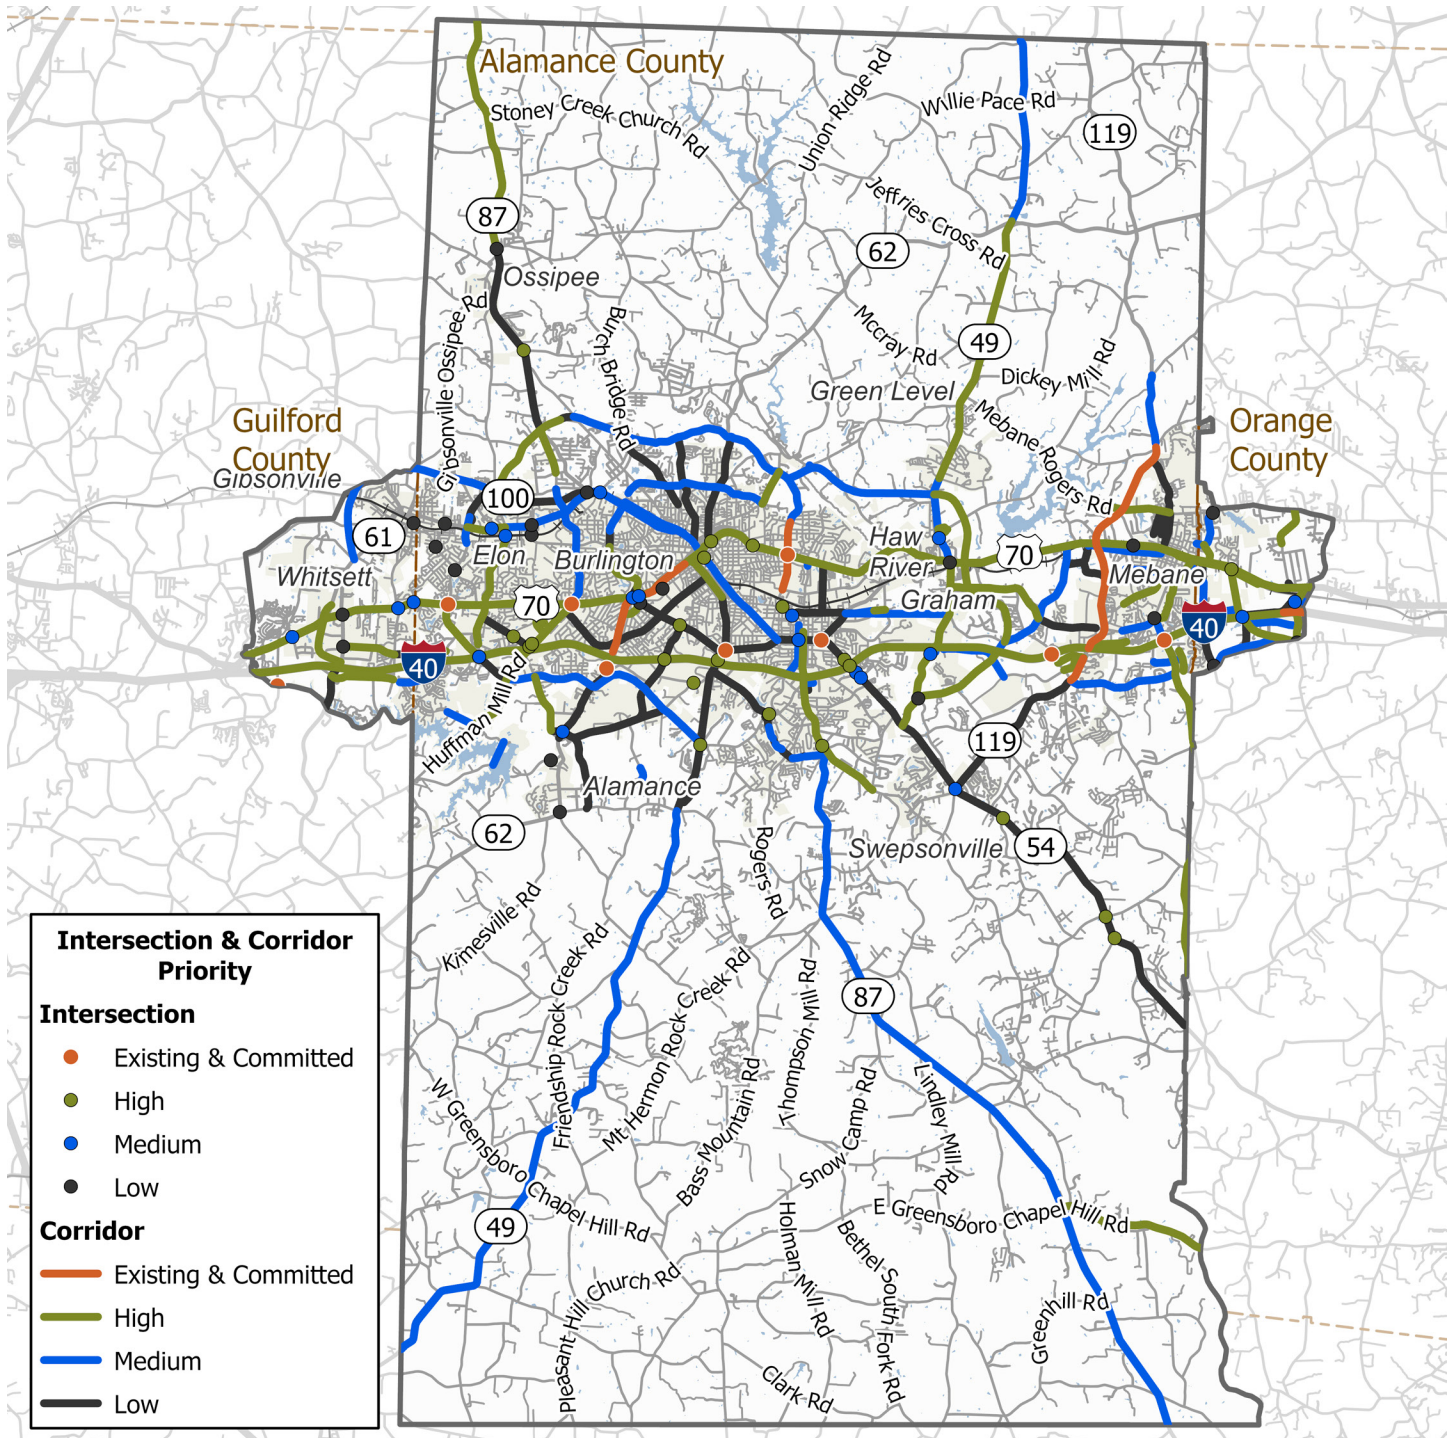 Alamance County
Stoney Creek Church Rd
Union Ridge Rd
Willie Pace Rd
119
87
Jeffries Cross Rd
62
Ossipee
Gibsonville Ossipee Rd
Burch Bridge Rd
Mccray Rd
49
Dickey Mill Rd
Green Level
Mebane Rogers Rd
Guilford
County
Orange
County
Gibsonville
100
61
Elon
Burlington
Haw
River
70
Whitsett
Mebane
70
Graham
40
40
Huffman Mill Rd
119
Alamance
62
Rogers Rd
Swepsonville
54
Kimesville Rd
Friendship Rock Creek Rd
Mt Hermon Rock Creek Rd
Thompson Mill Rd
87
W Greensboro Chapel Hill Rd
Bass Mountain Rd
Snow Camp Rd
Lindley Mill Rd
E Greensboro Chapel Hill Rd
49
Holman Mill Rd
Bethel South Fork Rd
Pleasant Hill Church Rd
Greenhill Rd
Clark Rd
Intersection & Corridor
Priority
Intersection
Existing & Committed
High
Medium
Low
Corridor
Existing & Committed
High
Medium
Low